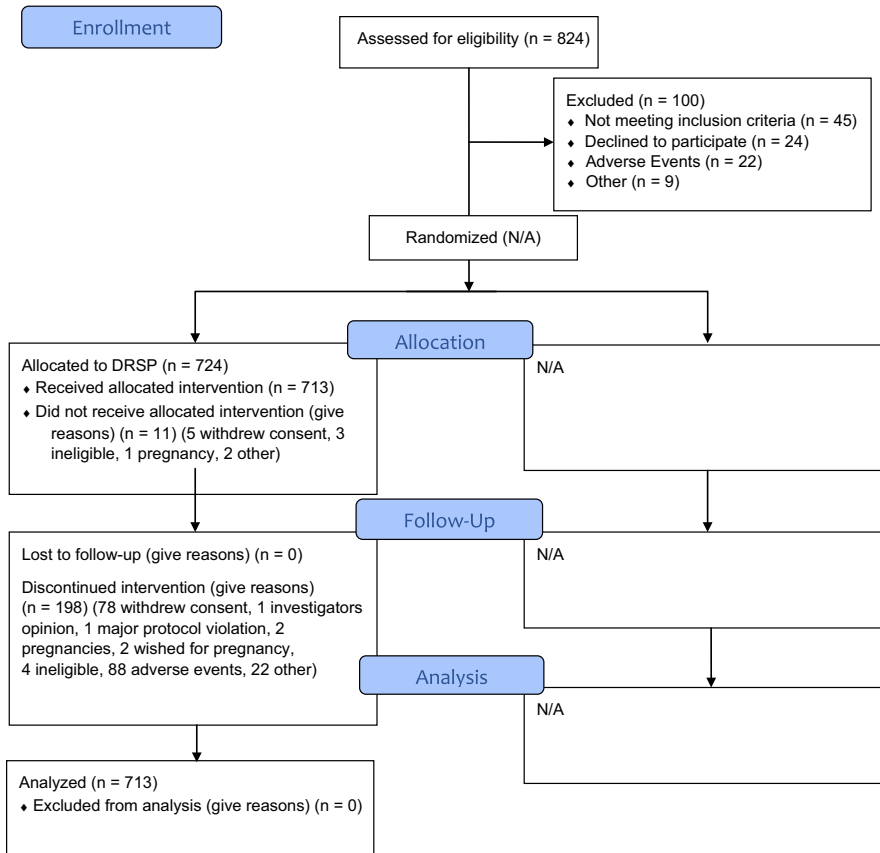 Enrollment
Assessed for eligibility (n = 824)
Excluded (n = 100)
♦ Not meeting inclusion criteria (n = 45)
♦ Declined to participate (n = 24)
♦ Adverse Events (n = 22)
♦ Other (n = 9)
Randomized (N/A)
Allocation
Allocated to DRSP (n = 724)
♦ Received allocated intervention (n = 713)
♦ Did not receive allocated intervention (give
reasons) (n = 11) (5 withdrew consent, 3
ineligible, 1 pregnancy, 2 other)
N/A
Follow-Up
Lost to follow-up (give reasons) (n = 0)
Discontinued intervention (give reasons)
(n = 198) (78 withdrew consent, 1 investigators
opinion, 1 major protocol violation, 2
pregnancies, 2 wished for pregnancy,
4 ineligible, 88 adverse events, 22 other)
N/A
Analysis
Analyzed (n = 713)
♦ Excluded from analysis (give reasons) (n = 0)
N/A